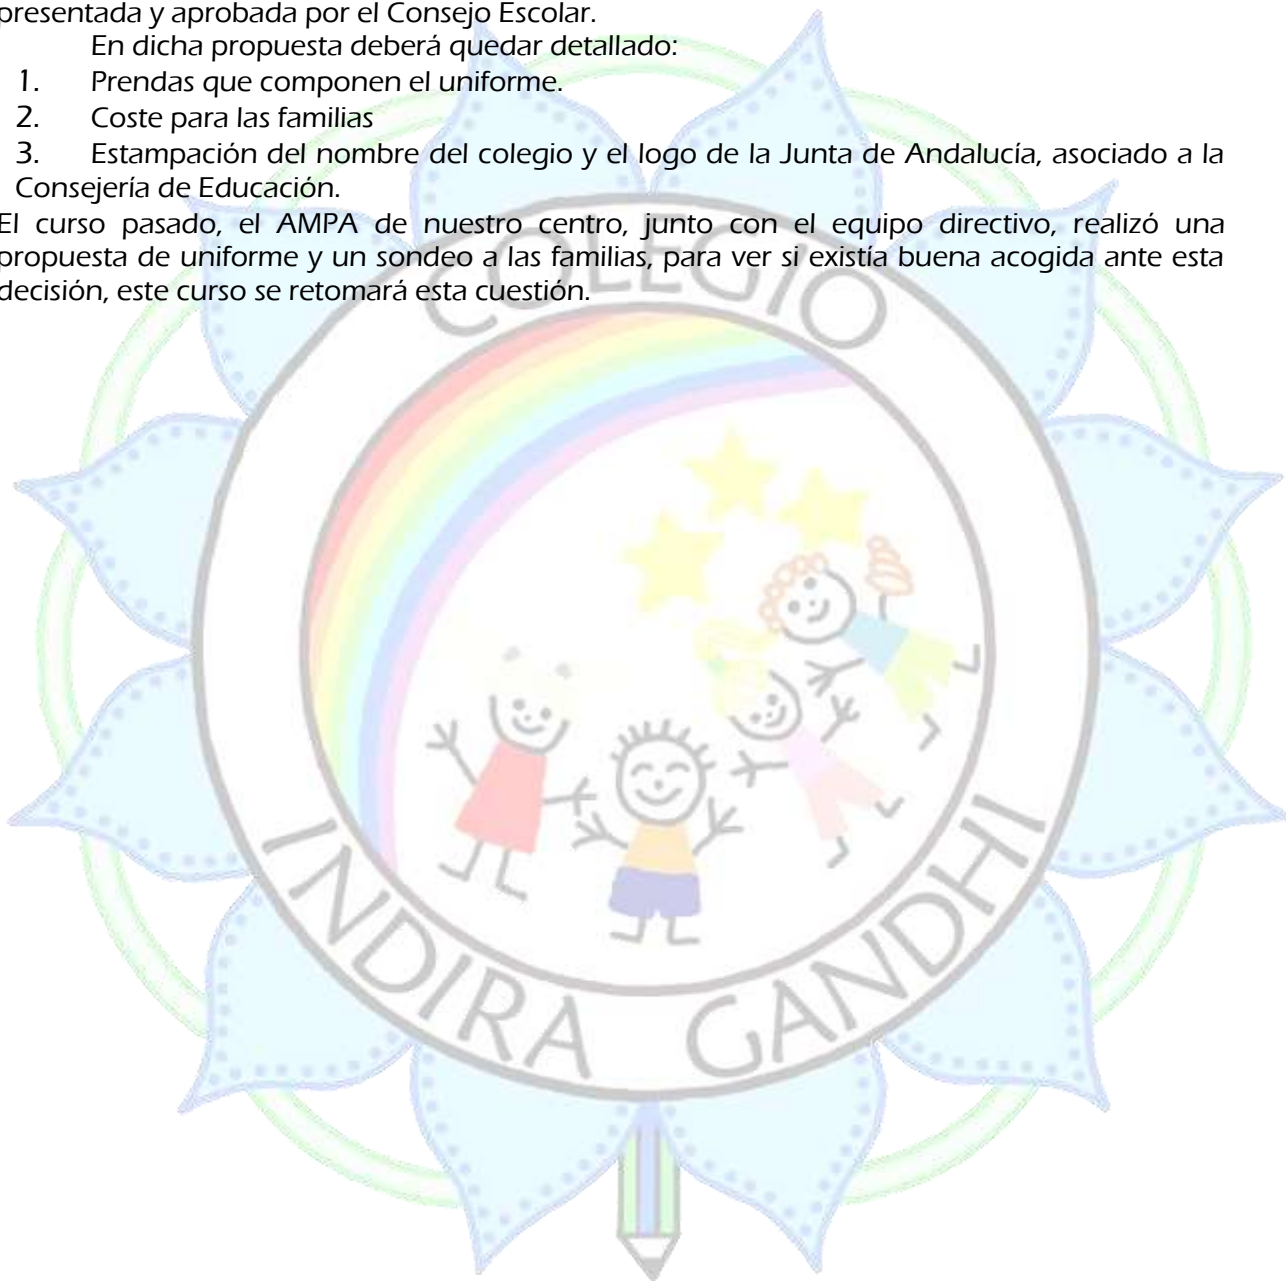 presentada y aprobada por el Consejo Escolar.
En dicha propuesta deberá quedar detallado:
1. Prendas que componen el uniforme.
2. Coste para las familias
3. Estampación del nombre del colegio y el logo de la Junta de Andalucía, asociado a la
Consejería de Educación.
El curso pasado, el AMPA de nuestro centro, junto con el equipo directivo, realizó una
propuesta de uniforme y un sondeo a las familias, para ver si existía buena acogida ante esta
decisión, este curso se retomará esta cuestión.
COLEGIO
INDIRA GANDHI